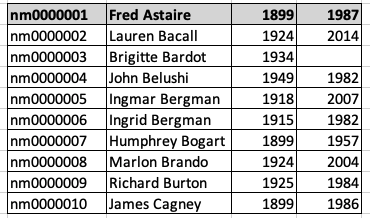 nm0000001 Fred Astaire 1899 1987
nm0000002 Lauren Bacall 1924 2014
nm0000003 Brigitte Bardot 1934
nm0000004 John Belushi 1949 1982
nm0000005 Ingmar Bergman 1918 2007
nm0000006 Ingrid Bergman 1915 1982
nm0000007 Humphrey Bogart 1899 1957
nm0000008 Marlon Brando 1924 2004
nm0000009 Richard Burton 1925 1984
nm0000010 James Cagney 1899 1986